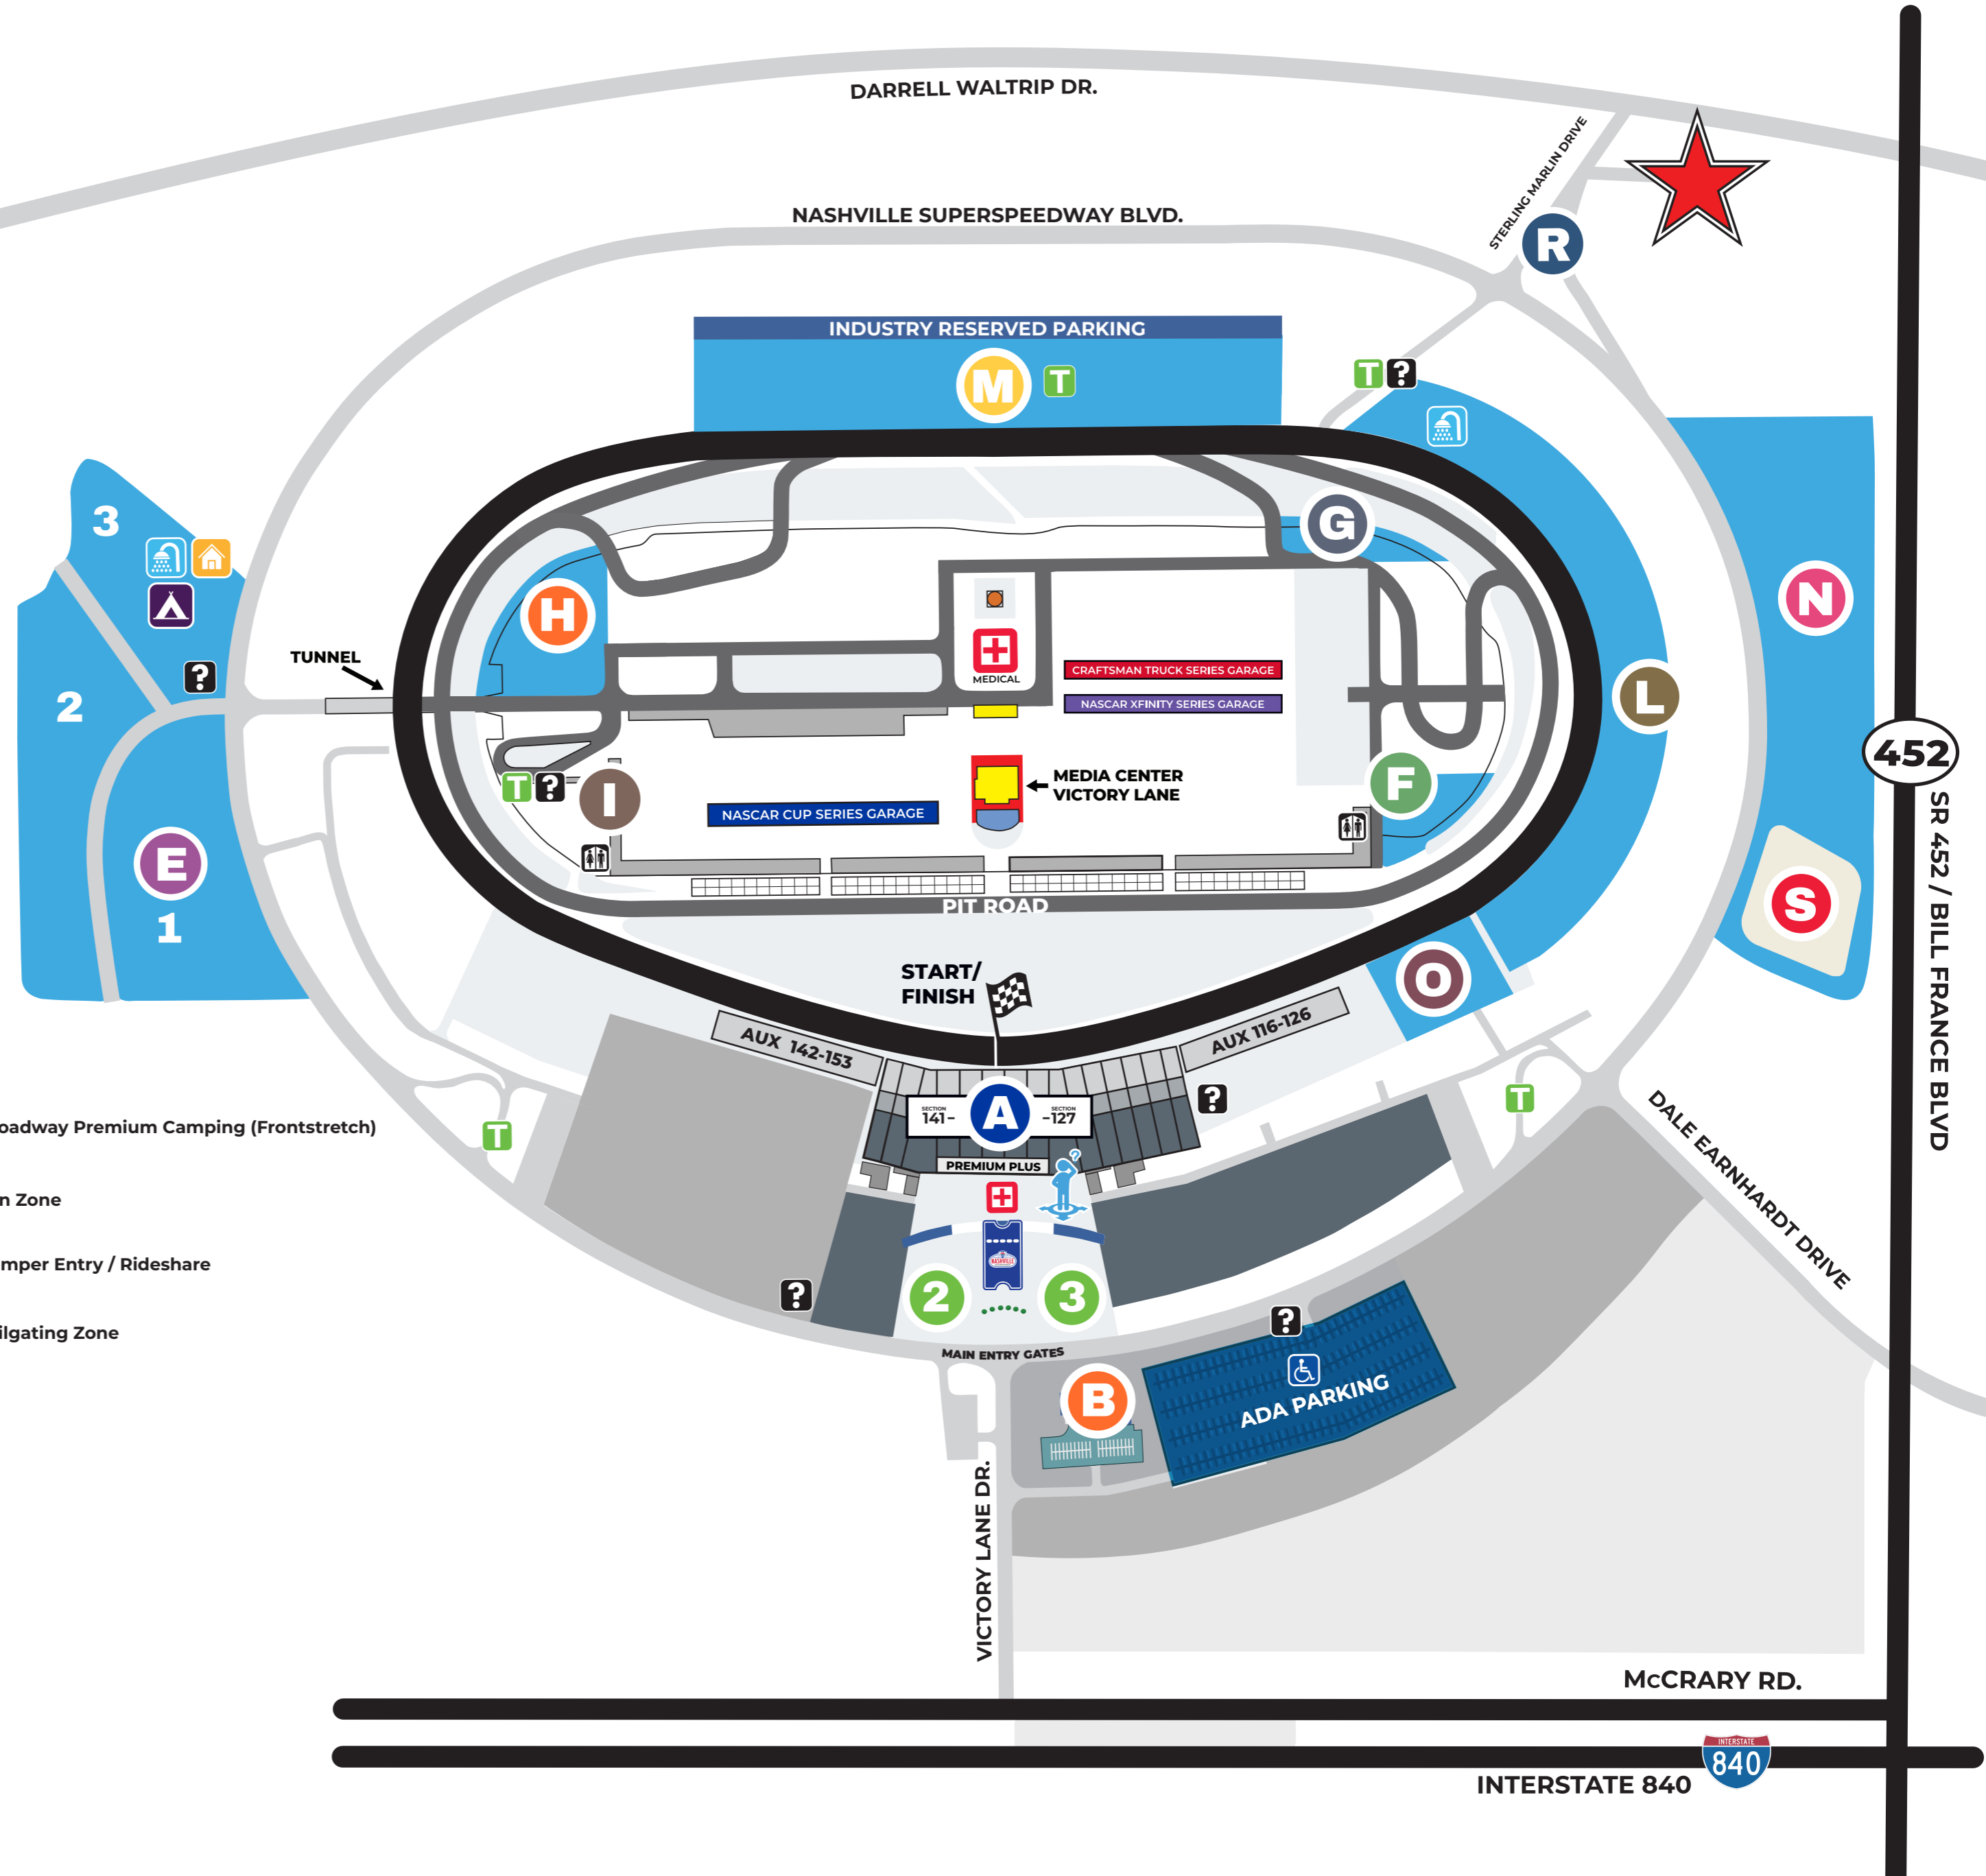 DARRELL WALTRIP DR.
STERLING MARLIN DRIVE
NASHVILLE SUPERSPEEDWAY BLVD.
R
INDUSTRY RESERVED PARKING
M
T
T
?
3
G
N
H
TUNNEL
?
2
MEDICAL
CRAFTSMAN TRUCK SERIES GARAGE
NASCAR XFINITY SERIES GARAGE
L
452
SR 452 / BILL FRANCE BLVD
T
?
I
MEDIA CENTER
VICTORY LANE
F
NASCAR CUP SERIES GARAGE
E
1
S
PIT ROAD
START/
FINISH
O
AUX 142-153
AUX 116-126
SECTION
141-
A
SECTION
-127
?
T
T
PREMIUM PLUS
DALE EARNHARDT DRIVE
oadway Premium Camping (Frontstretch)
n Zone
mper Entry / Rideshare
ilgating Zone
?
NASHVILLE
2
3
?
MAIN ENTRY GATES
B
ADA PARKING
VICTORY LANE DR.
McCRARY RD.
INTERSTATE
840
INTERSTATE 840